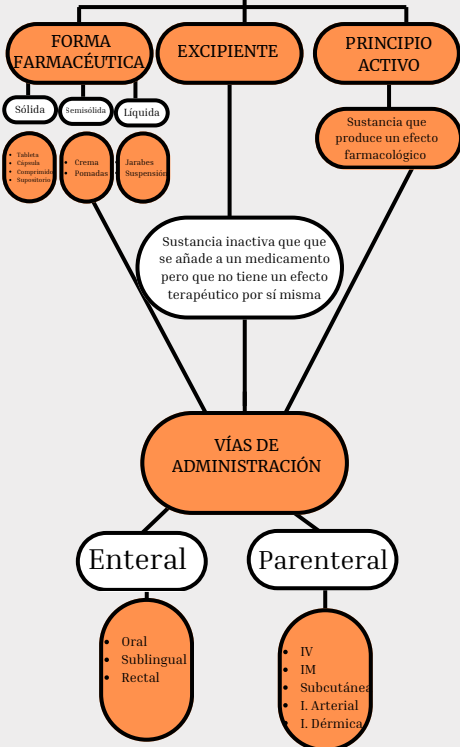 FORMA
FARMACÉUTICA
EXCIPIENTE
PRINCIPIO
ACTIVO
Sólida
Semisólida
Líquida
Sustancia que
produce un efecto
farmacológico
• Tableta
• Cápsula
• Comprimido
• Supositorio
• Crema
• Pomadas
• Jarabes
• Suspensión
Sustancia inactiva que que
se añade a un medicamento
pero que no tiene un efecto
terapéutico por sí misma
VÍAS DE
ADMINISTRACIÓN
Enteral
Parenteral
• Oral
• Sublingual
• Rectal
• IV
• IM
• Subcutánea
• I. Arterial
• I. Dérmica